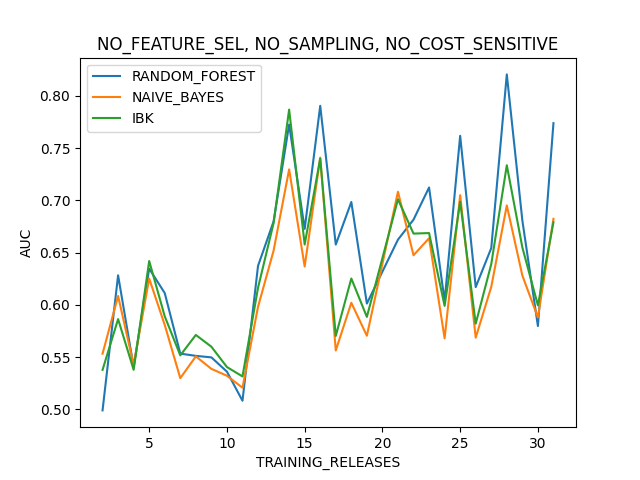 NO_FEATURE_SEL, NO_SAMPLING, NO_COST_SENSITIVE
RANDOM_FOREST
NAIVE_BAYES
IBK
0.80
0.75
0.70
0.65
0.60
0.55
0.50
AUC
5
10
15
20
25
30
TRAINING_RELEASES